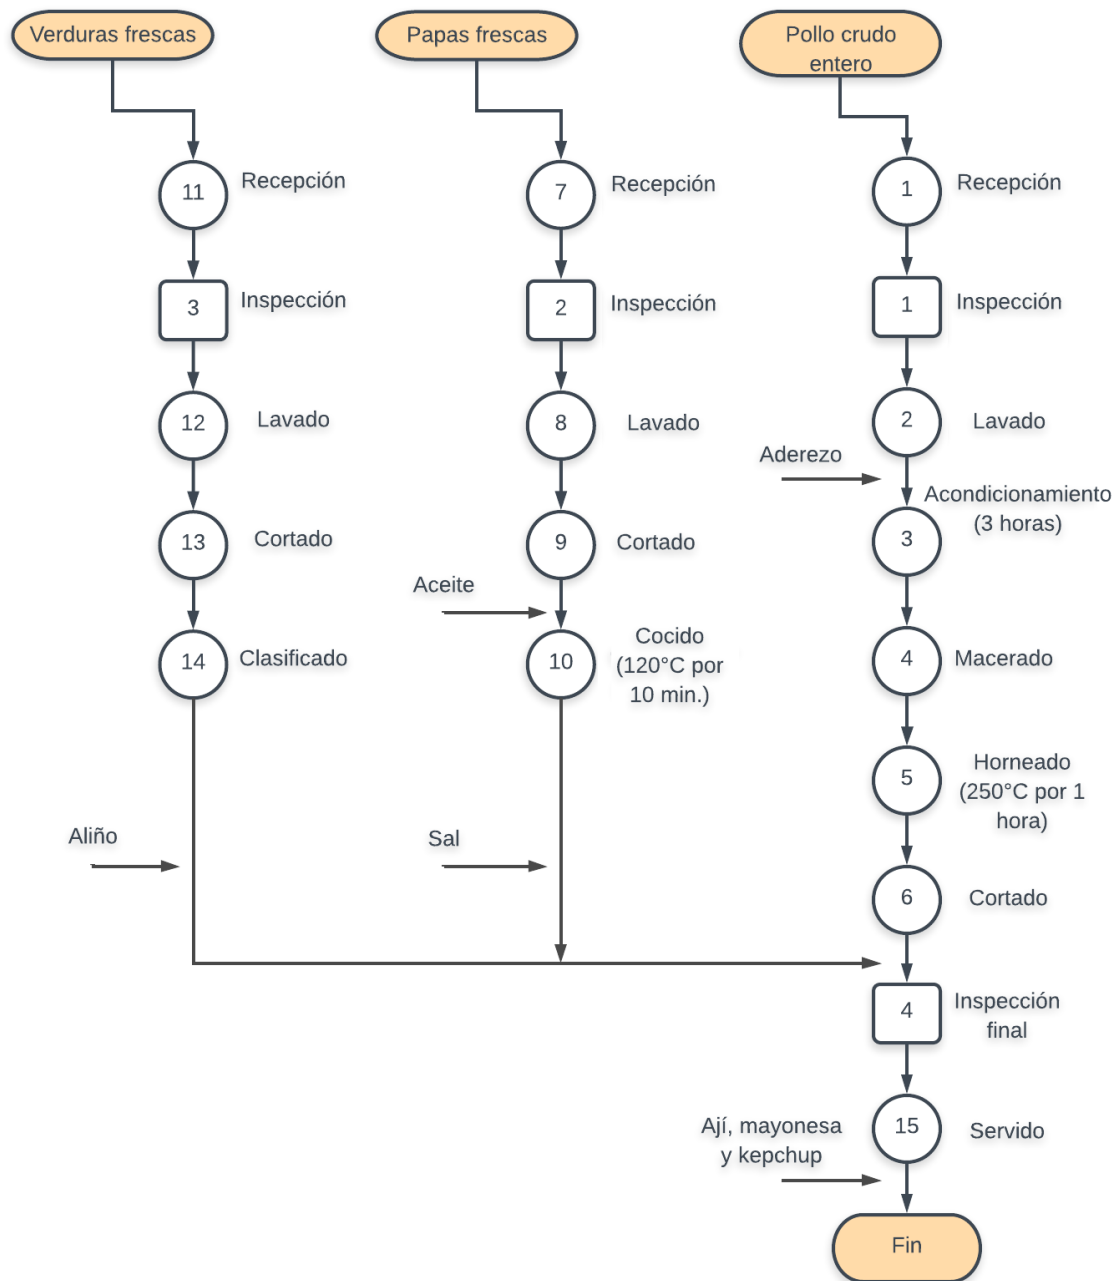 Verduras frescas
Papas frescas
Pollo crudo
entero
11
Recepción
7
Recepción
1
Recepción
3
Inspección
2
Inspección
1
Inspección
12
Lavado
8
Lavado
2
Lavado
Aderezo
Acondicionamiento
(3 horas)
13
Cortado
9
Cortado
3
Aceite
14
Clasificado
10
Cocido
(120°C por
10 min.)
4
Macerado
5
Horneado
(250°C por 1
hora)
Aliño
Sal
6
Cortado
4
Inspección
final
Ají, mayonesa
y kepchup
15
Servido
Fin